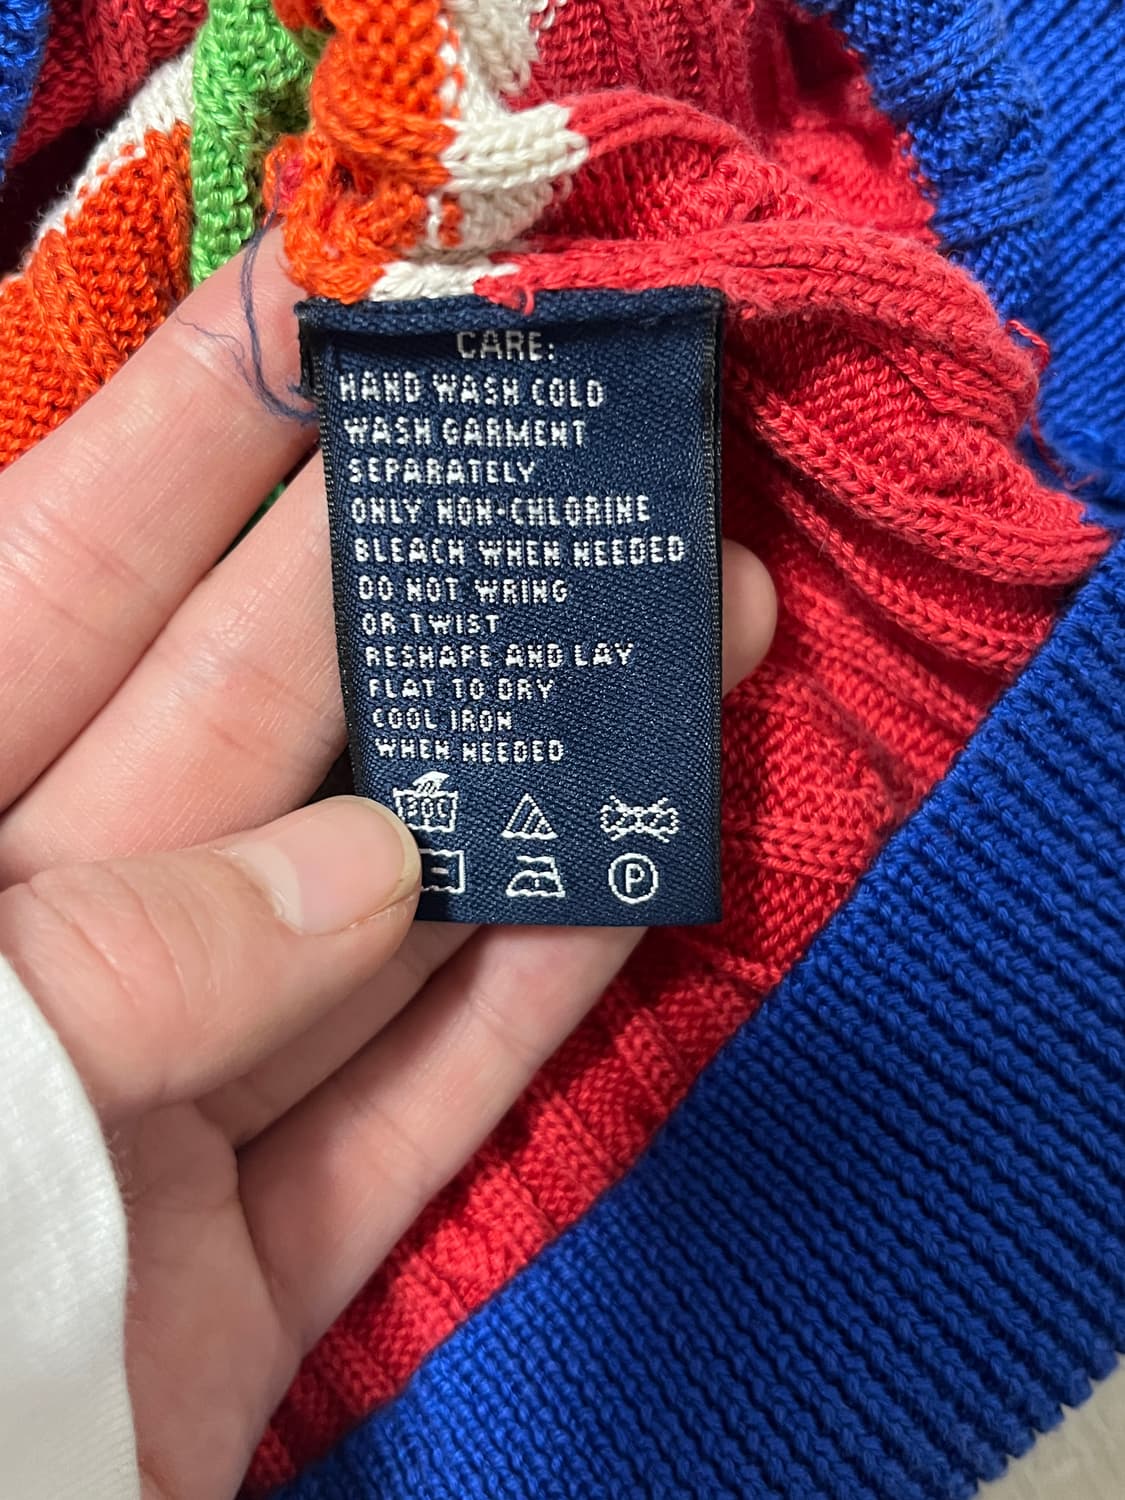 CARE:
HAND WASH COLD
WASH GARMENT
SEPARATELY
ONLY NON-CHLORINE
BLEACH WHEN NEEDED
DO NOT WRING
OR TWIST
RESHAPE AND LAY
FLAT TO DRY
COOL IRON
WHEN NEEDED
30C
P